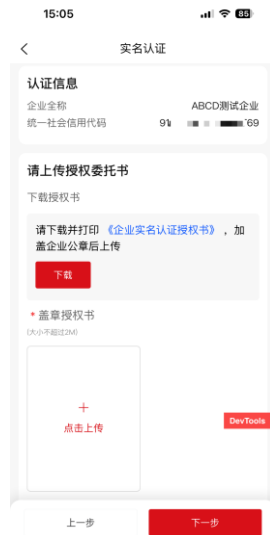 15:05
85
实名认证
认证信息
企业全称 ABCD测试企业
统一社会信用代码 91 69
请上传授权委托书
下载授权书
请下载并打印《企业实名认证授权书》，加
盖企业公章后上传
下载
* 盖章授权书
(大小不超过2M)
+
点击上传
DevTools
上一步 下一步